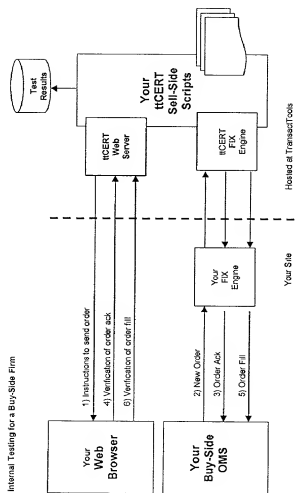 Internal Testing for a Buy-Side Firm
Your
Web
Browser
1) Instructions to send order
4) Verification of order ack
6) Verification of order fill
ttCERT
Web
Server
Test
Results
Your
ttCERT
Sell-Side
Scripts
Your
Buy-Side
OMS
2) New Order
3) Order Ack
5) Order Fill
Your
FIX
Engine
ttCERT
FIX
Engine
Your Site
Hosted at TransactTools